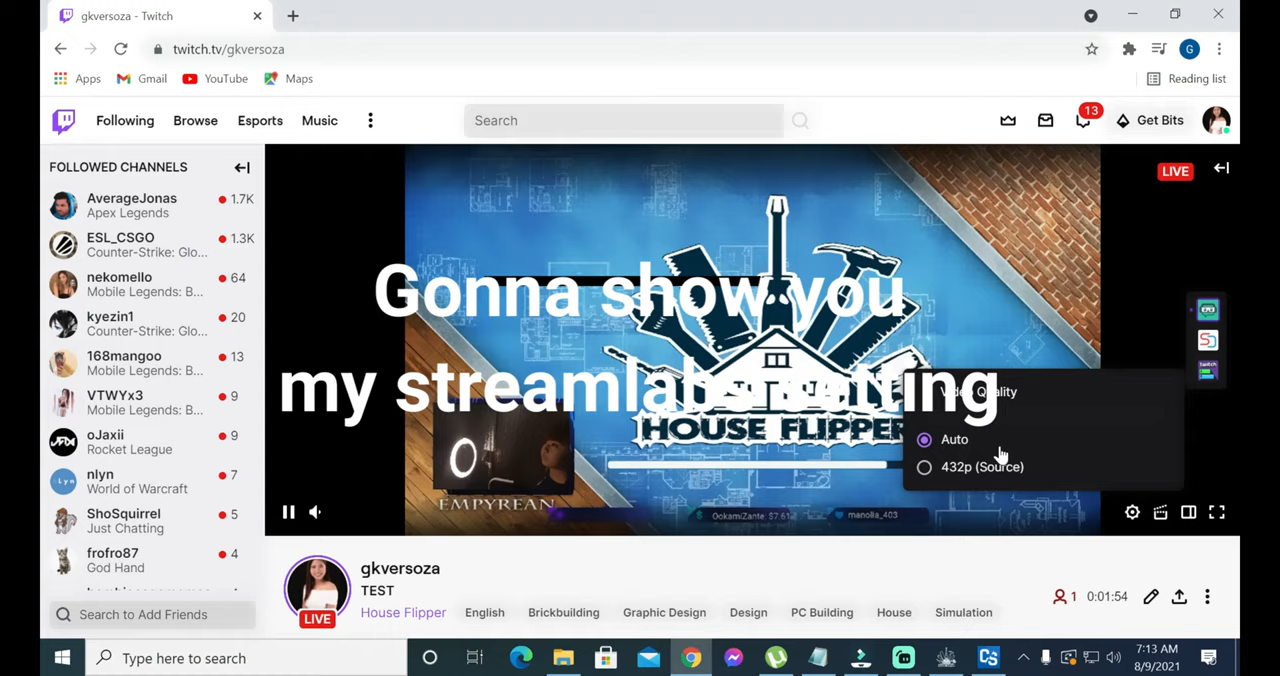 gkversoza - Twitch
twitch.tv/gkversoza
G
Apps
Gmail
YouTube
Maps
Reading list
Following
Browse
Esports
Music
Search
13
Get Bits
FOLLOWED CHANNELS
AverageJonas
1.7K
Apex Legends
ESL_CSGO
1.3K
Counter-Strike: Glo...
nekomello
64
Mobile Legends: B...
kyezin1
20
Counter-Strike: Glo...
168mangoo
13
Mobile Legends: B...
VTWYx3
9
Mobile Legends: B...
oJaxii
9
Rocket League
nlyn
7
World of Warcraft
ShoSquirrel
5
Just Chatting
frofro87
4
God Hand
Search to Add Friends
LIVE
Gonna show you
my streamlabs setting
Video Quality
Auto
432p (Source)
HOUSE FLIPPER
EMPYREAN
OokamiZante: $7.61
manolia_403
gkversoza
TEST
LIVE
House Flipper
English
Brickbuilding
Graphic Design
Design
PC Building
House
Simulation
1
0:01:54
Type here to search
7:13 AM
8/9/2021